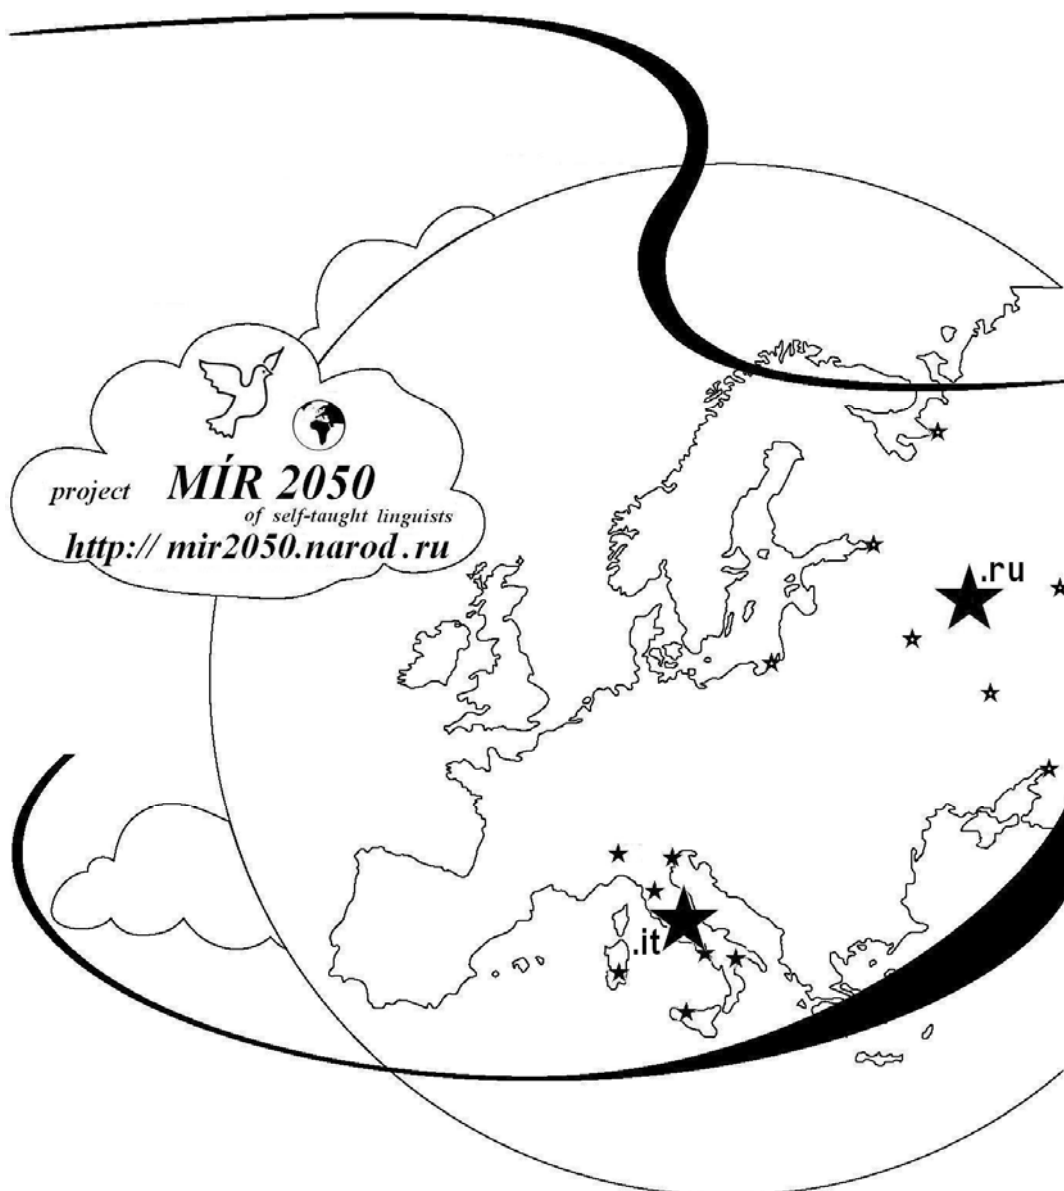 project MÍR 2050
of self-taught linguists
http:// mir2050.narod.ru
.ru
.it